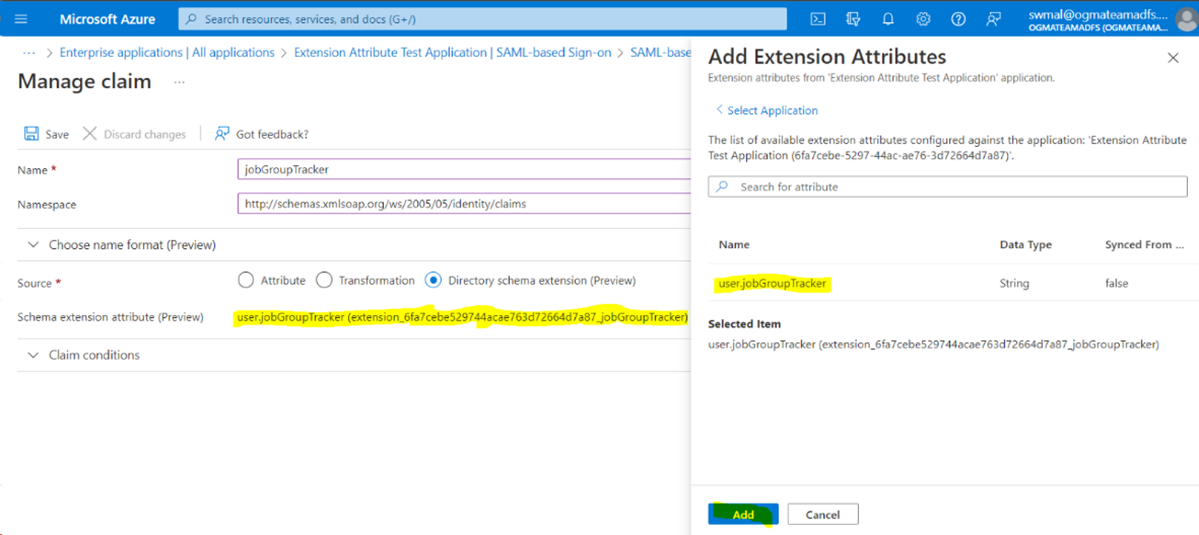 Microsoft Azure
Search resources, services, and docs (G+/)
swmal@ogmateamadfs....
OGMATEAMADFS (OGMATEAMA...
... > Enterprise applications | All applications > Extension Attribute Test Application | SAML-based Sign-on > SAML-base
Manage claim ...
Save
Discard changes
Got feedback?
Name *
jobGroupTracker
Namespace
http://schemas.xmlsoap.org/ws/2005/05/identity/claims
Choose name format (Preview)
Source *
Attribute
Transformation
Directory schema extension (Preview)
Schema extension attribute (Preview)
user.jobGroupTracker (extension_6fa7cebe529744acae763d72664d7a87_jobGroupTracker)
Claim conditions
Add Extension Attributes
Extension attributes from 'Extension Attribute Test Application' application.
< Select Application
The list of available extension attributes configured against the application: 'Extension Attribute
Test Application (6fa7cebe-5297-44ac-ae76-3d72664d7a87)'.
Search for attribute
Name Data Type Synced From ...
user.jobGroupTracker String false
Selected Item
user.jobGroupTracker (extension_6fa7cebe529744acae763d72664d7a87_jobGroupTracker)
Add
Cancel